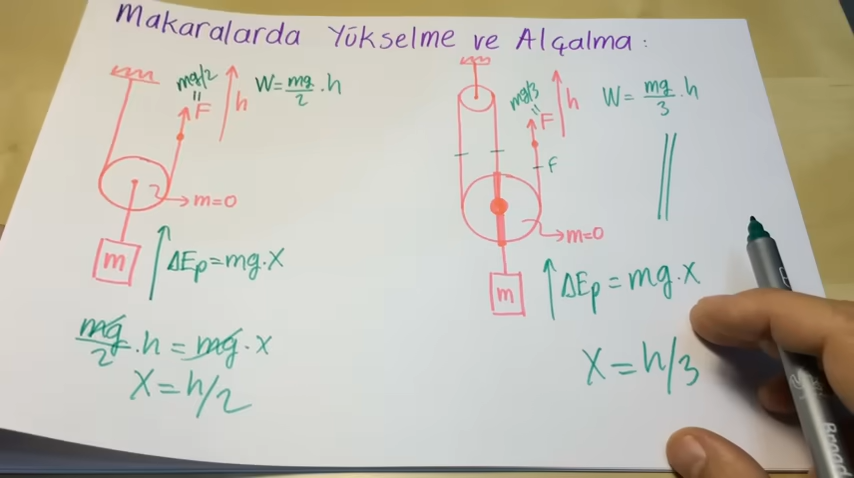 Makaralarda Yükselme ve Alçalma:
mg/2
=
F
h
W=mg/2.h
m=0
m
ΔEp=mg.x
mg/2.h=mg.x
X=h/2
mg/3
=
F
h
W=mg/3.h
F
m=0
m
ΔEp=mg.x
X=h/3
Broad